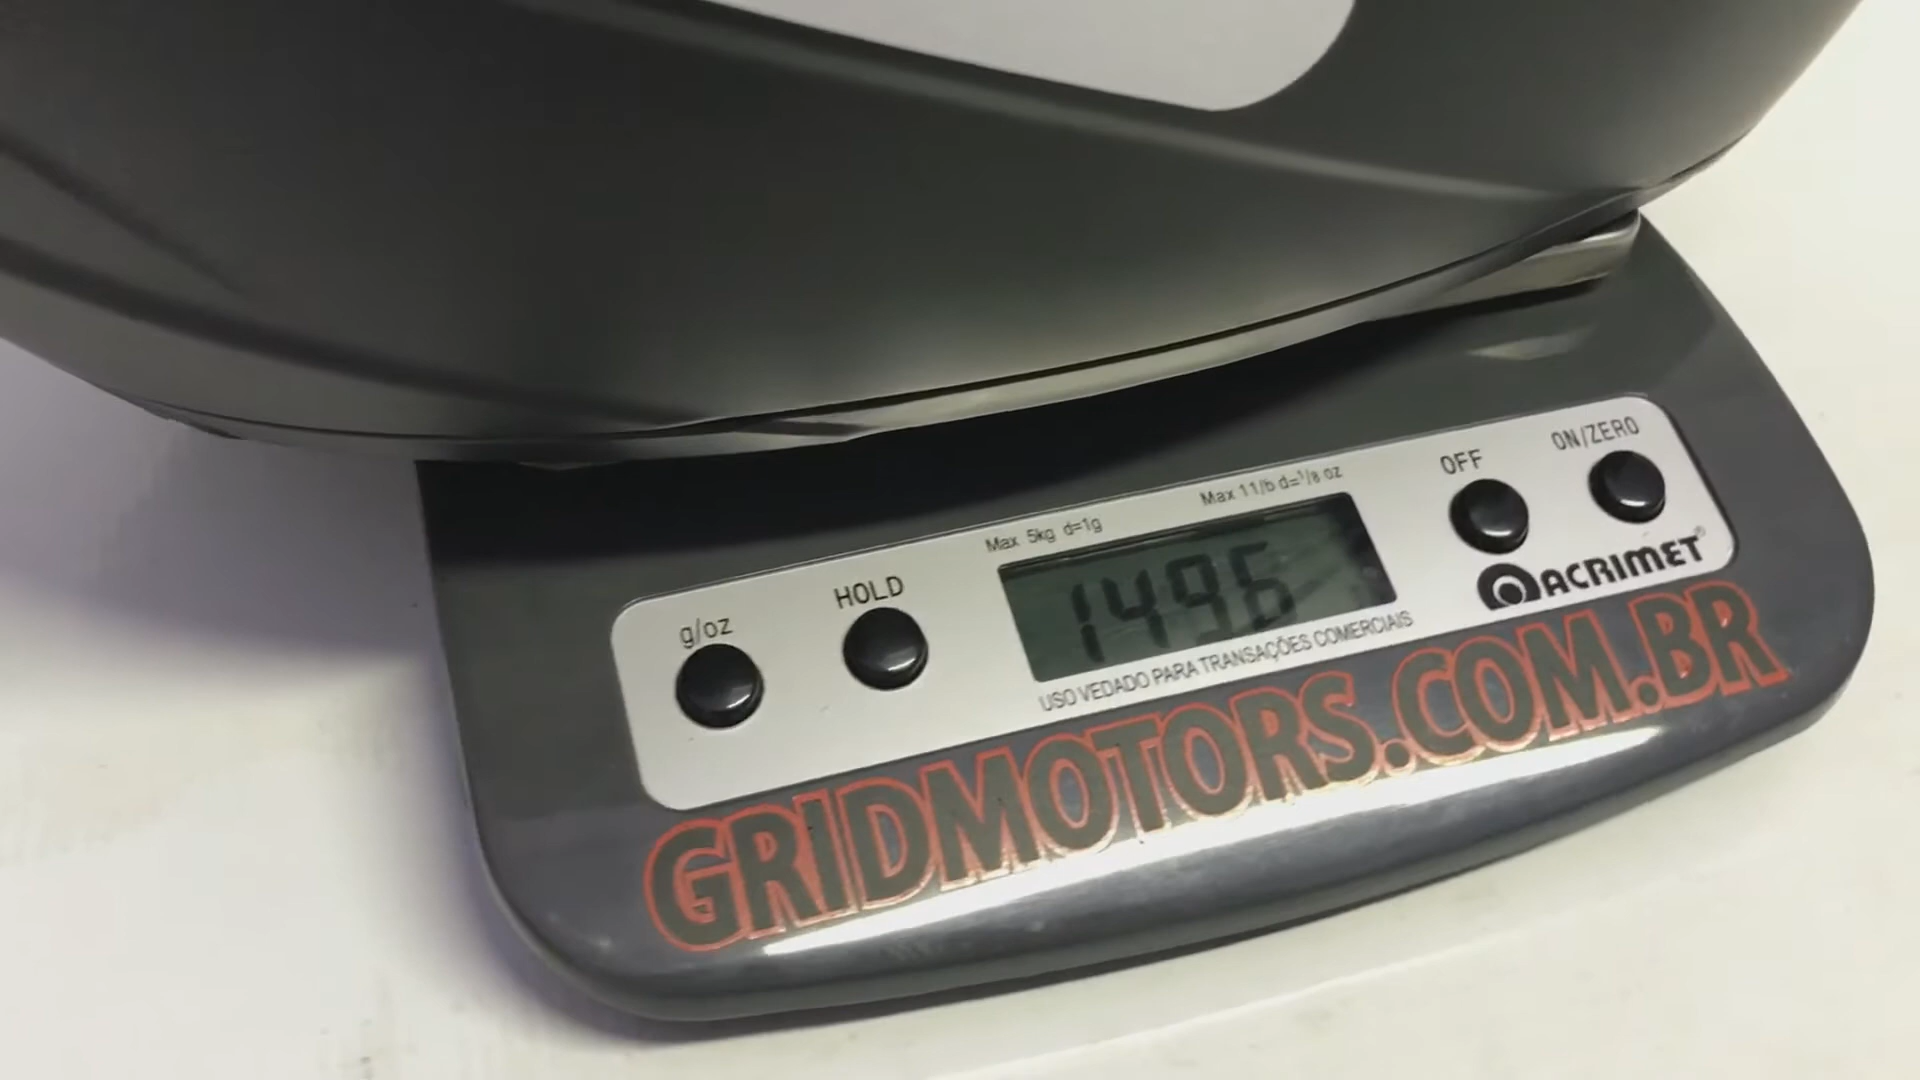 g/oz
HOLD
Max 5kg d=1g
Max 11/b d=1/8 oz
OFF
ON/ZERO
1496
USO VEDADO PARA TRANSAÇÕES COMERCIAIS
ACRIMET®
GRIDMOTORS.COM.BR